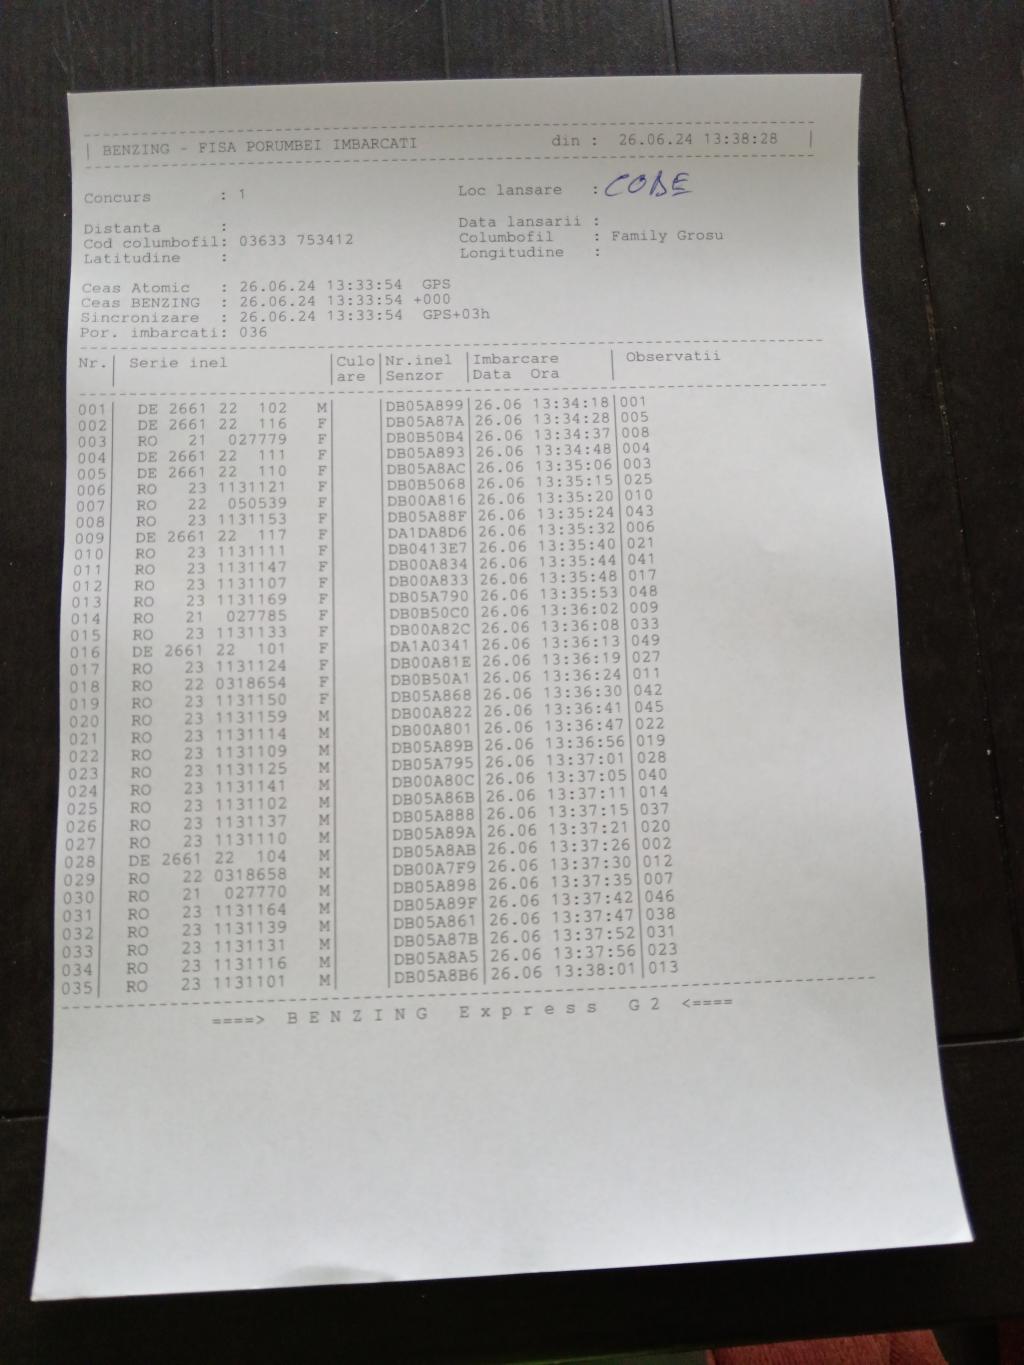 BENZING - FISA PORUMBEI IMBARCATI din : 26.06.24 13:38:28
Concurs : 1 Loc lansare : COBE
Distanta : Data lansarii :
Cod columbofil: 03633 753412 Columbofil : Family Grosu
Latitudine : Longitudine :
Ceas Atomic : 26.06.24 13:33:54 GPS
Ceas BENZING : 26.06.24 13:33:54 +000
Sincronizare : 26.06.24 13:33:54 GPS+03h
Por. imbarcati: 036
Nr. Serie inel Culo Nr.inel Imbarcare Observatii
are Senzor Data Ora
001 DE 2661 22 102 M DB05A899 26.06 13:34:18 001
002 DE 2661 22 116 F DB05A87A 26.06 13:34:28 005
003 RO 21 027779 F DB0B50B4 26.06 13:34:37 008
004 DE 2661 22 111 F DB05A893 26.06 13:34:48 004
005 DE 2661 22 110 F DB05A8AC 26.06 13:35:06 003
006 RO 23 1131121 F DB0B5068 26.06 13:35:15 025
007 RO 22 050539 F DB00A816 26.06 13:35:20 010
008 RO 23 1131153 F DB05A88F 26.06 13:35:24 043
009 DE 2661 22 117 F DA1DA8D6 26.06 13:35:32 006
010 RO 23 1131111 F DB0413E7 26.06 13:35:40 021
011 RO 23 1131147 F DB00A834 26.06 13:35:44 041
012 RO 23 1131107 F DB00A833 26.06 13:35:48 017
013 RO 23 1131169 F DB05A790 26.06 13:35:53 048
014 RO 21 027785 F DB0B50C0 26.06 13:36:02 009
015 RO 23 1131133 F DB00A82C 26.06 13:36:08 033
016 DE 2661 22 101 F DA1A0341 26.06 13:36:13 049
017 RO 23 1131124 F DB00A81E 26.06 13:36:19 027
018 RO 22 0318654 F DB0B50A1 26.06 13:36:24 011
019 RO 23 1131150 F DB05A868 26.06 13:36:30 042
020 RO 23 1131159 M DB00A822 26.06 13:36:41 045
021 RO 23 1131114 M DB00A801 26.06 13:36:47 022
022 RO 23 1131109 M DB05A89B 26.06 13:36:56 019
023 RO 23 1131125 M DB05A795 26.06 13:37:01 028
024 RO 23 1131141 M DB00A80C 26.06 13:37:05 040
025 RO 23 1131102 M DB05A86B 26.06 13:37:11 014
026 RO 23 1131137 M DB05A888 26.06 13:37:15 037
027 RO 23 1131110 M DB05A89A 26.06 13:37:21 020
028 DE 2661 22 104 M DB05A8AB 26.06 13:37:26 002
029 RO 22 0318658 M DB00A7F9 26.06 13:37:30 012
030 RO 21 027770 M DB05A898 26.06 13:37:35 007
031 RO 23 1131164 M DB05A89F 26.06 13:37:42 046
032 RO 23 1131139 M DB05A861 26.06 13:37:47 038
033 RO 23 1131131 M DB05A87B 26.06 13:37:52 031
034 RO 23 1131116 M DB05A8A5 26.06 13:37:56 023
035 RO 23 1131101 M DB05A8B6 26.06 13:38:01 013
====> BENZING Express G2 <====